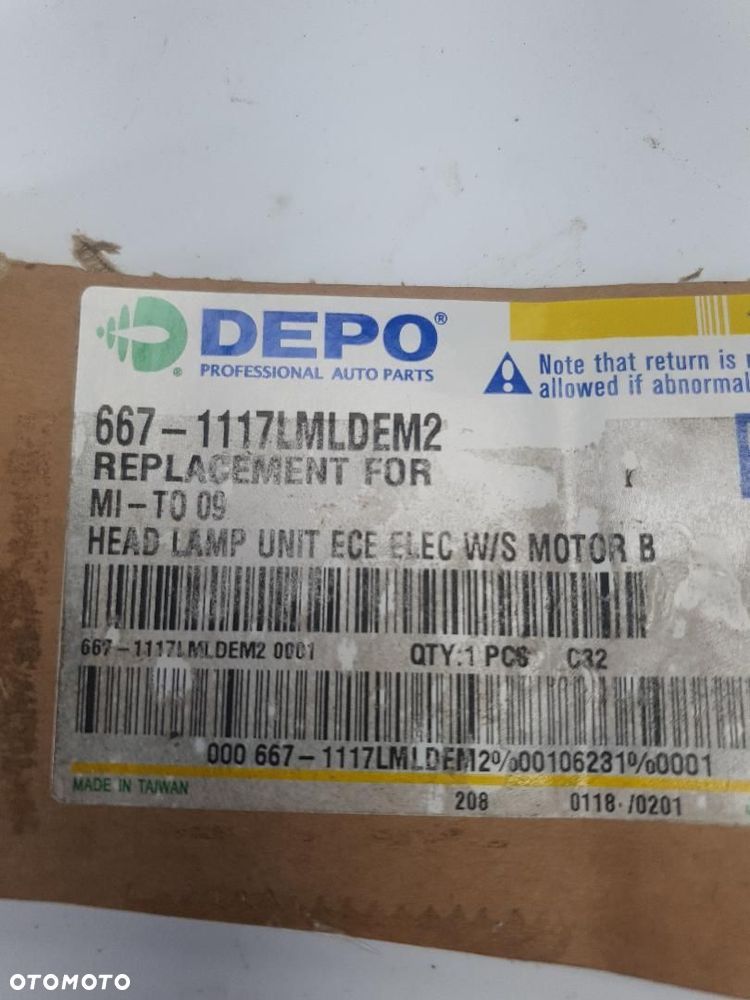 DEPO®
PROFESSIONAL AUTO PARTS
®
Note that return is
allowed if abnormal
667-1117LMLDEM2
REPLACEMENT FOR
MI-TO 09
HEAD LAMP UNIT ECE ELEC W/S MOTOR B
667-1117LMLDEM2 0001 QTY:1 PCS C32
000 667-1117LMLDEM2%00106231%0001
MADE IN TAIWAN
208 0118·/0201
OTOMOTO